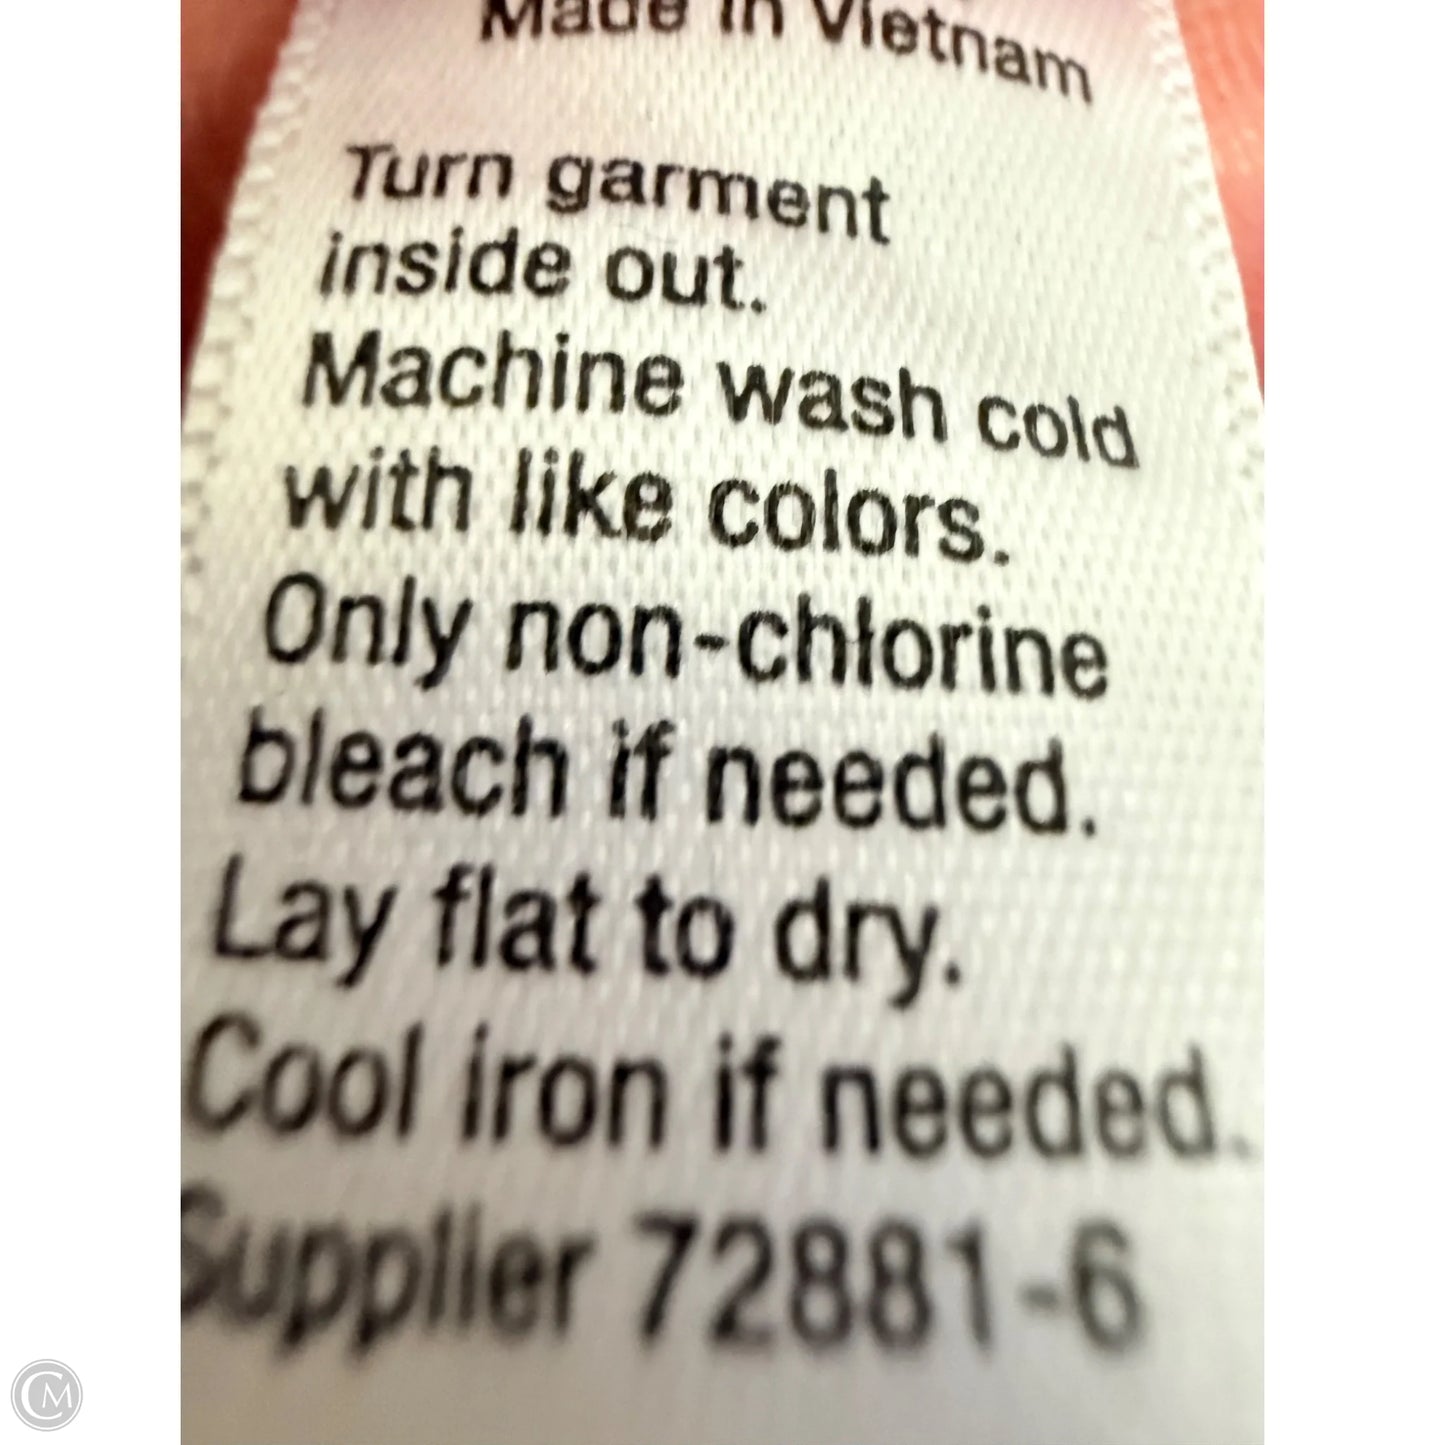 Made in Vietnam
Turn garment
inside out.
Machine wash cold
with like colors.
Only non-chlorine
bleach if needed.
Lay flat to dry.
Cool iron if needed.
Supplier 72881-6
CM